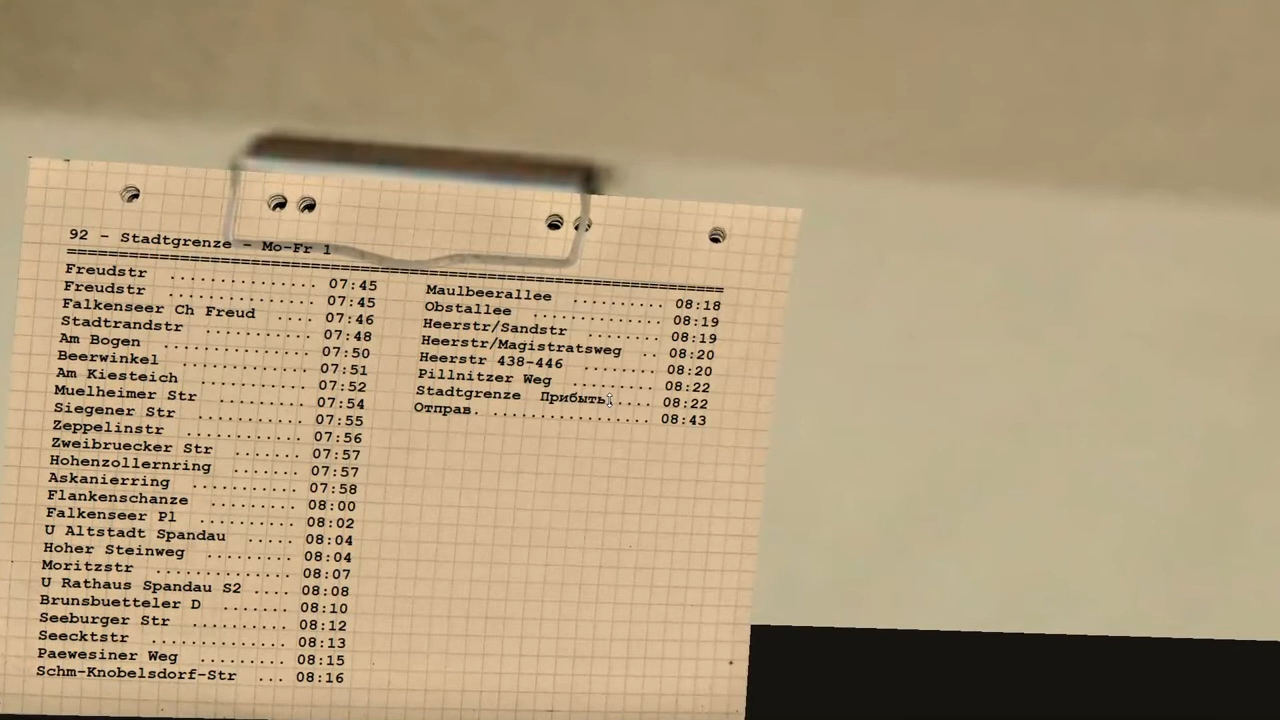 92 - Stadtgrenze - Mo-Fr 1
Freudstr ............... 07:45
Freudstr ............... 07:45
Falkenseer Ch Freud .... 07:46
Stadtrandstr ........... 07:48
Am Bogen ............... 07:50
Beerwinkel ............. 07:51
Am Kiesteich ........... 07:52
Muelheimer Str ......... 07:54
Siegener Str ........... 07:55
Zeppelinstr ............ 07:56
Zweibruecker Str ....... 07:57
Hohenzollernring ....... 07:57
Askanierring ........... 07:58
Flankenschanze ......... 08:00
Falkenseer Pl .......... 08:02
U Altstadt Spandau ..... 08:04
Hoher Steinweg ......... 08:04
Moritzstr .............. 08:07
U Rathaus Spandau S2 .... 08:08
Brunsbuetteler D ....... 08:10
Seeburger Str .......... 08:12
Seecktstr .............. 08:13
Paewesiner Weg ......... 08:15
Schm-Knobelsdorf-Str ... 08:16
Maulbeerallee .......... 08:18
Obstallee .............. 08:19
Heerstr/Sandstr ........ 08:19
Heerstr/Magistratsweg .. 08:20
Heerstr 438-446 ........ 08:20
Pillnitzer Weg ......... 08:22
Stadtgrenze Прибыть..... 08:22
Отправ. ................. 08:43